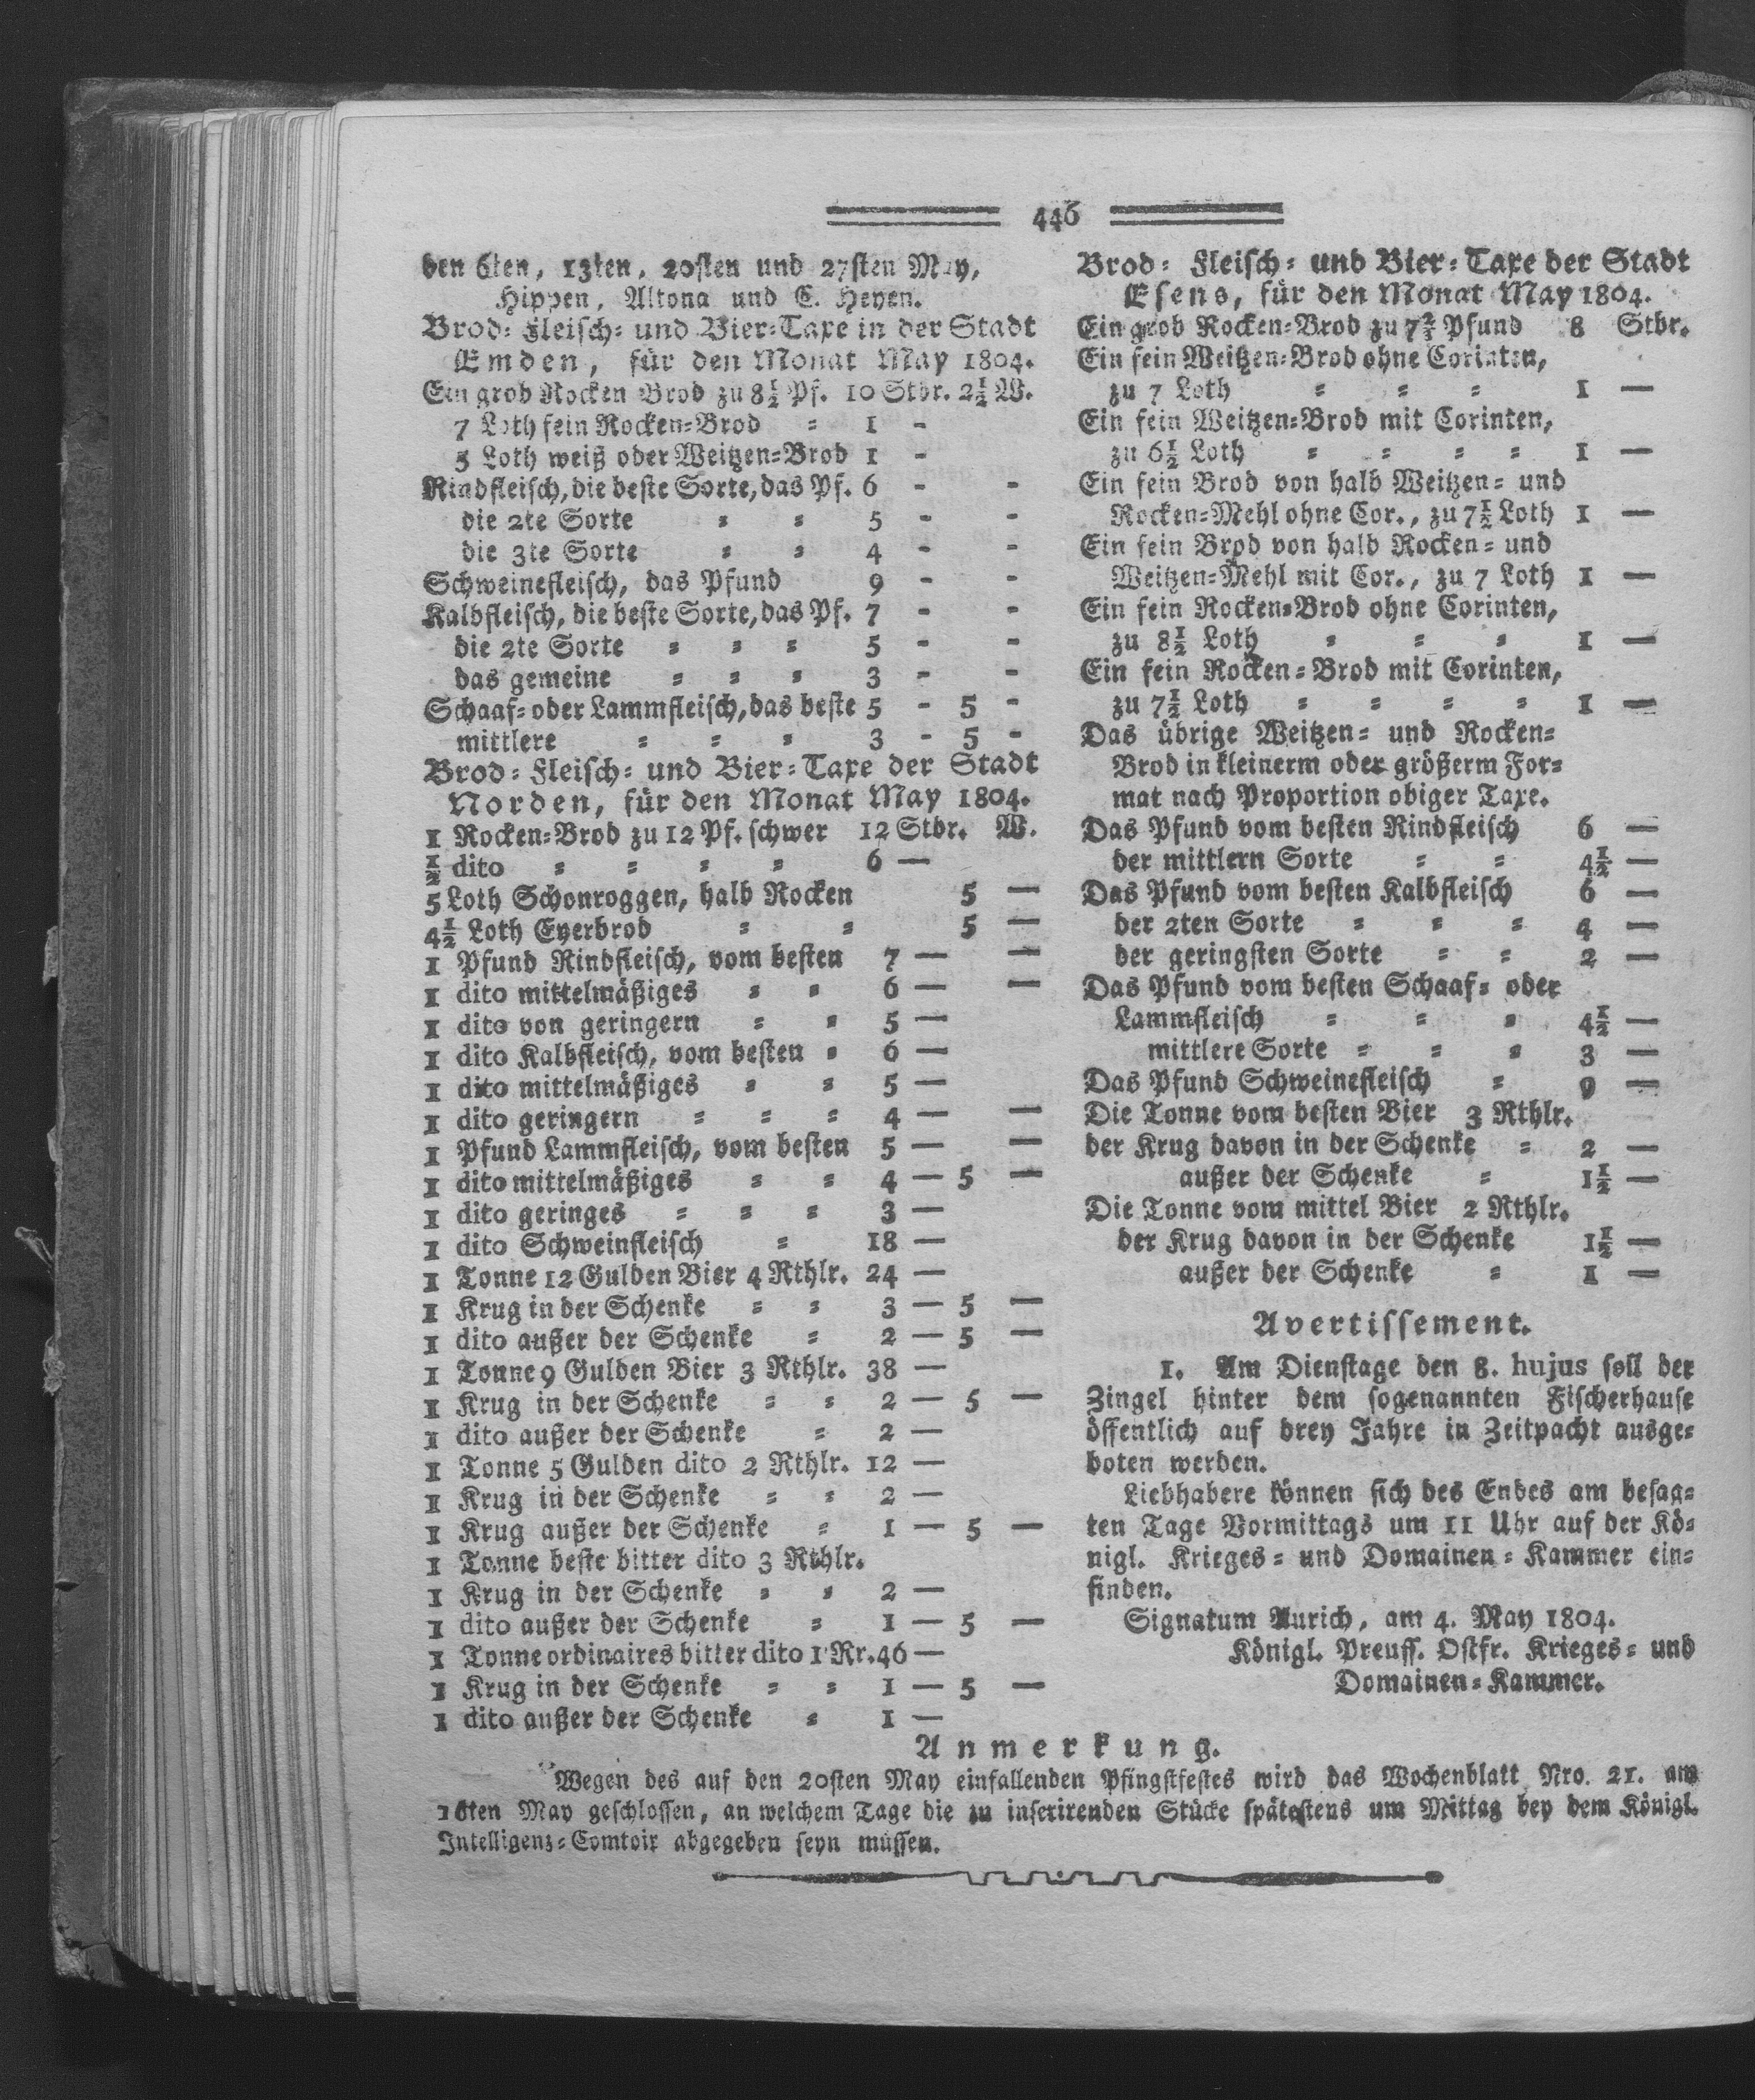 446
den 6ten, 13ten, 20sten und 27sten May,
Hippen, Altona und C. Heyen.
Brod- Fleisch- und Bier-Taxe in der Stadt
Emden, für den Monat May 1804.
Ein grob Rocken Brod zu 8½ Pf. 10 Stbr. 2½ W.
7 Loth fein Rocken-Brod = 1 -
5 Loth weiß oder Weitzen-Brod 1 -
Rindfleisch, die beste Sorte, das Pf. 6 - -
die 2te Sorte = = 5 - -
die 3te Sorte = = 4 - -
Schweinefleisch, das Pfund 9 - -
Kalbfleisch, die beste Sorte, das Pf. 7 - -
die 2te Sorte = = = 5 - -
das gemeine = = = 3 - -
Schaaf- oder Lammfleisch, das beste 5 - 5 -
mittlere = = = 3 - 5 -
Brod- Fleisch- und Bier-Taxe der Stadt
Norden, für den Monat May 1804.
1 Rocken-Brod zu 12 Pf. schwer 12 Stbr. W.
½ dito = = = = 6 —
5 Loth Schonroggen, halb Rocken 5 —
4½ Loth Eyerbrod = = 5 —
1 Pfund Rindfleisch, vom besten 7 — —
1 dito mittelmäßiges = = 6 — —
1 dito von geringern = = 5 —
1 dito Kalbfleisch, vom besten = 6 —
1 dito mittelmäßiges = = 5 —
1 dito geringern = = = 4 — —
1 Pfund Lammfleisch, vom besten 5 — —
1 dito mittelmäßiges = = 4 — 5 —
1 dito geringes = = = 3 —
1 dito Schweinfleisch = 18 —
1 Tonne 12 Gulden Bier 4 Rthlr. 24 —
1 Krug in der Schenke = = 3 — 5 —
1 dito außer der Schenke = 2 — 5 —
1 Tonne 9 Gulden Bier 3 Rthlr. 38 —
1 Krug in der Schenke = = 2 — 5 —
1 dito außer der Schenke = 2 —
1 Tonne 5 Gulden dito 2 Rthlr. 12 —
1 Krug in der Schenke = = 2 —
1 Krug außer der Schenke = 1 — 5 —
1 Tonne beste bitter dito 3 Rthlr.
1 Krug in der Schenke = = 2 —
1 dito außer der Schenke = 1 — 5 —
1 Tonne ordinaires bitter dito 1 Rr. 46 —
1 Krug in der Schenke = = 1 — 5 —
1 dito außer der Schenke = 1 —
Brod- Fleisch- und Bier-Taxe der Stadt
Esens, für den Monat May 1804.
Ein grob Rocken-Brod zu Pfund 8 Stbr.
Ein fein Weitzen-Brod ohne Corinten,
zu 7 Loth = = = 1 —
Ein fein Weitzen-Brod mit Corinten,
zu 6½ Loth = = = = 1 —
Ein fein Brod von halb Weitzen- und
Rocken-Mehl ohne Cor., zu 7½ Loth 1 —
Ein fein Brod von halb Rocken- und
Weitzen-Mehl mit Cor., zu 7 Loth 1 —
Ein fein Rocken-Brod ohne Corinten,
zu 8½ Loth = = = 1 —
Ein fein Rocken-Brod mit Corinten,
zu 7½ Loth = = = = 1 —
Das übrige Weitzen- und Rocken-
Brod in kleinerm oder größerm For-
mat nach Proportion obiger Taxe.
Das Pfund vom besten Rindfleisch 6 —
der mittlern Sorte = = 4½ —
Das Pfund vom besten Kalbfleisch 6 —
der 2ten Sorte = = = 4 —
der geringsten Sorte = = 2 —
Das Pfund vom besten Schaaf- oder
Lammfleisch = = = 4½ —
mittlere Sorte = = = 3 —
Das Pfund Schweinefleisch = 9 —
Die Tonne vom besten Bier 3 Rthlr.
der Krug davon in der Schenke = 2 —
außer der Schenke = 1½ —
Die Tonne vom mittel Bier 2 Rthlr.
der Krug davon in der Schenke 1½ —
außer der Schenke = 1 —
Avertissement.
1. Am Dienstage den 8. hujus soll der
Zingel hinter dem sogenannten Fischerhause
öffentlich auf drey Jahre in Zeitpacht ausge-
boten werden.
Liebhabere können sich des Endes am besag-
ten Tage Vormittags um 11 Uhr auf der Kö-
nigl. Krieges- und Domainen-Kammer ein-
finden.
Signatum Aurich, am 4. May 1804.
Königl. Preuss. Ostfr. Krieges- und
Domainen-Kammer.
Anmerkung.
Wegen des auf den 20sten May einfallenden Pfingstfestes wird das Wochenblatt Nro. 21. am
16ten May geschlossen, an welchem Tage die zu inserirenden Stücke spätestens um Mittag bey dem Königl.
Intelligenz-Comtoir abgegeben seyn müssen.